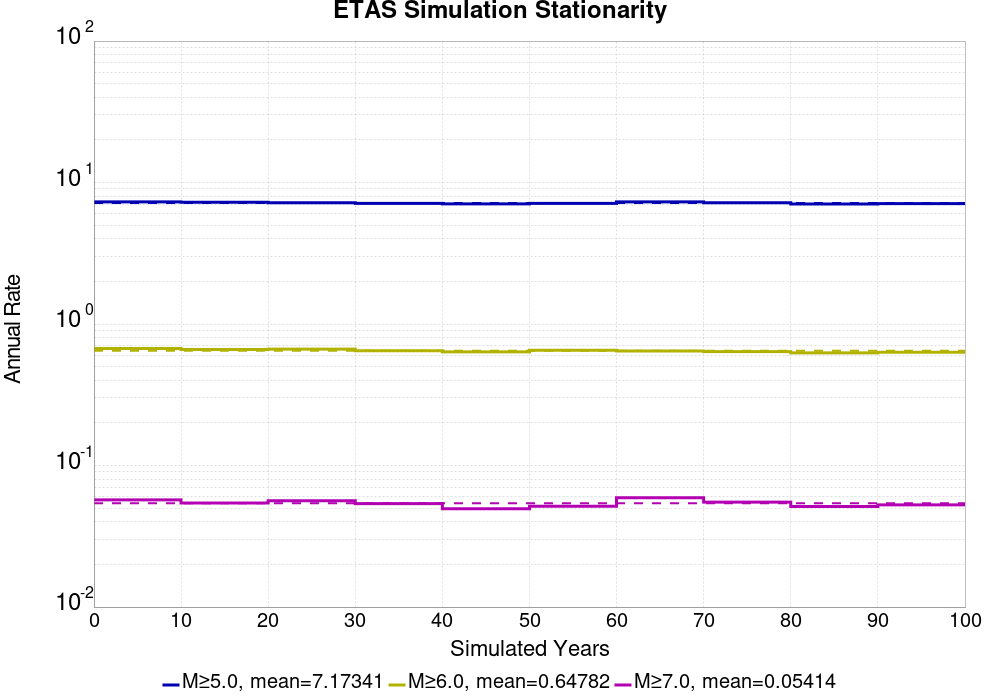 ETAS Simulation Stationarity
10^2
10^1
10^0
10^-1
10^-2
Annual Rate
0 10 20 30 40 50 60 70 80 90 100
Simulated Years
M≥5.0, mean=7.17341 M≥6.0, mean=0.64782 M≥7.0, mean=0.05414